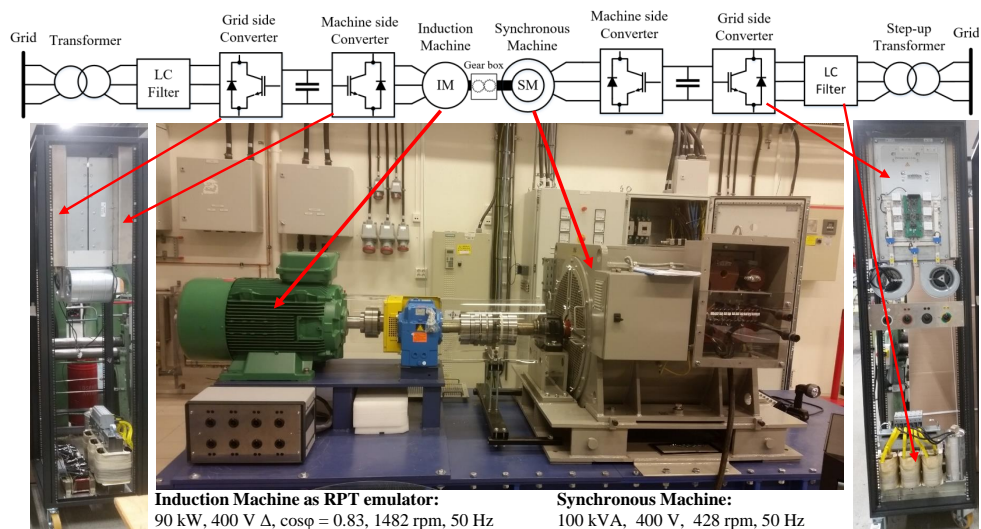 Grid
Transformer
LC
Filter
Grid side
Converter
Machine side
Converter
Induction
Machine
IM
Gear box
Synchronous
Machine
SM
Machine side
Converter
Grid side
Converter
LC
Filter
Step-up
Transformer
Grid
Induction Machine as RPT emulator:
90 kW, 400 V Δ, cosφ = 0.83, 1482 rpm, 50 Hz
Synchronous Machine:
100 kVA, 400 V, 428 rpm, 50 Hz